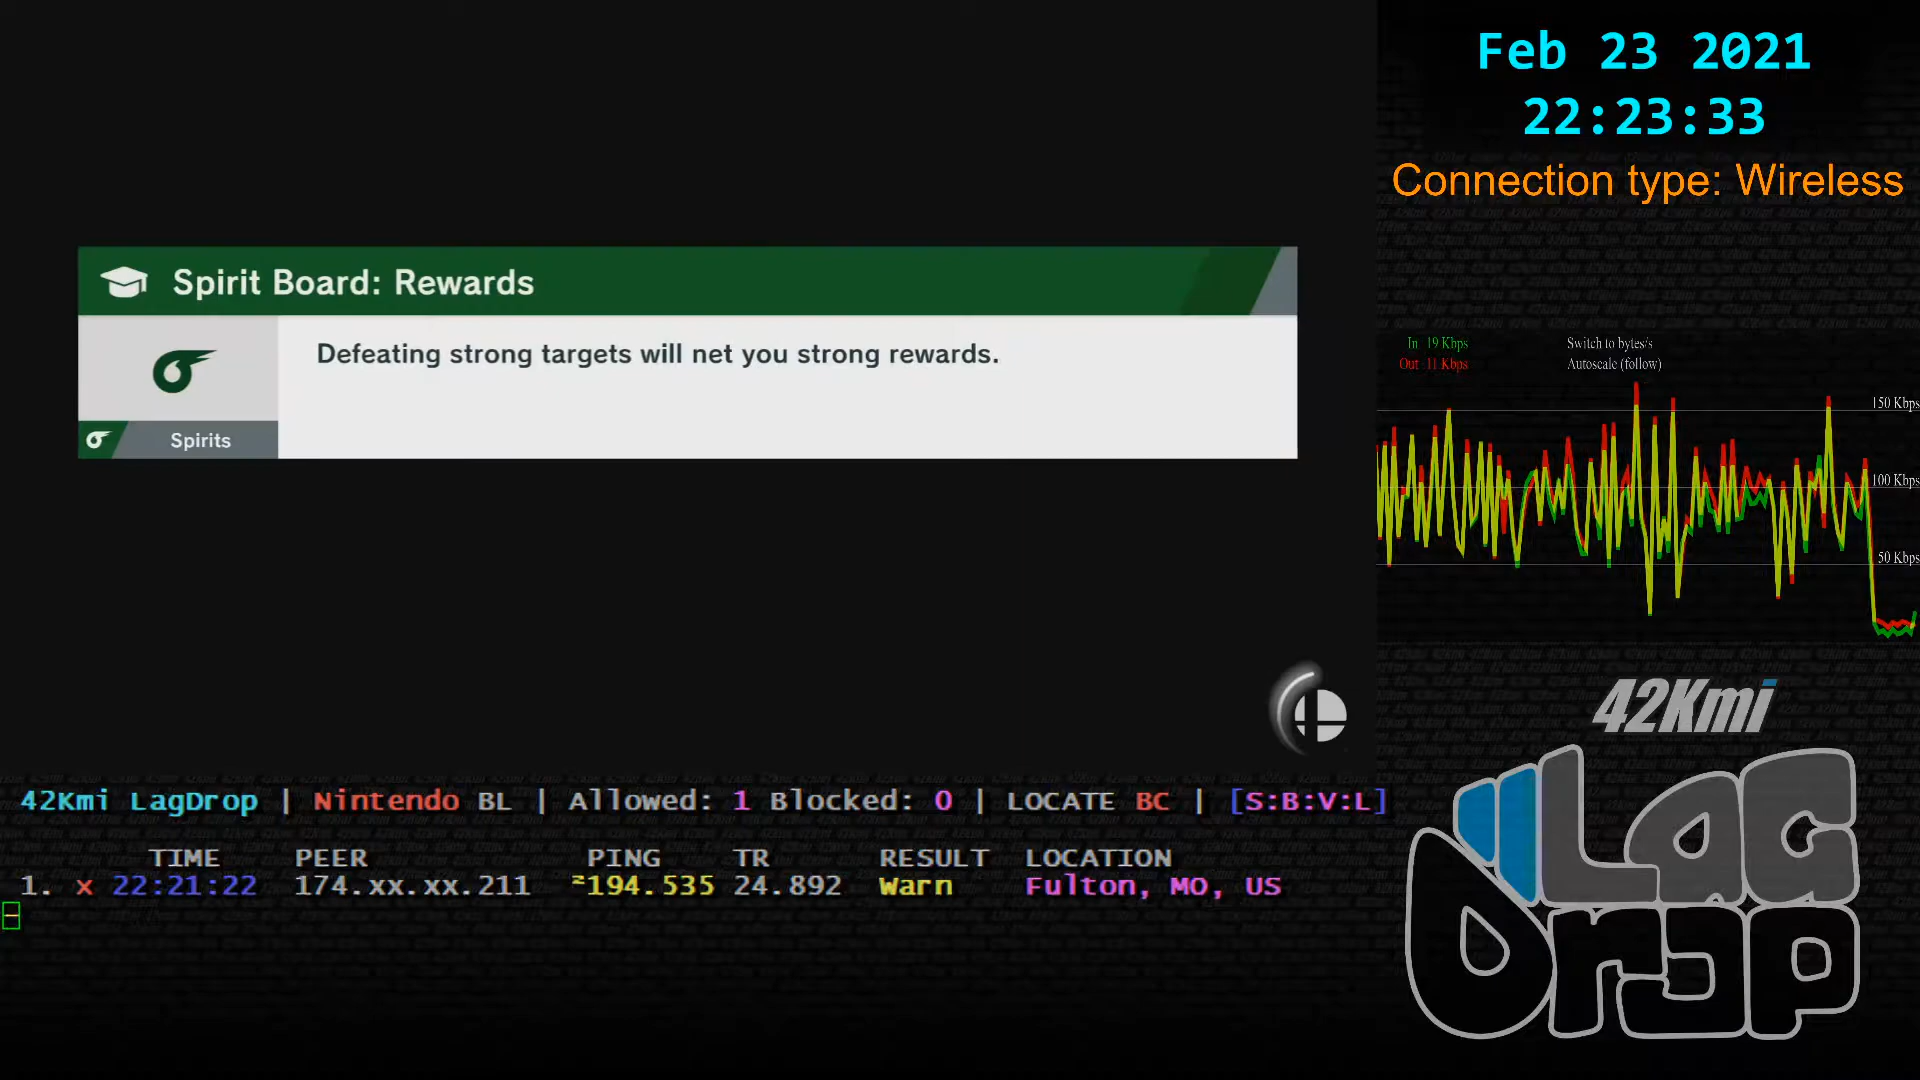 Feb 23 2021
22:23:33
Connection type: Wireless
Spirit Board: Rewards
Defeating strong targets will net you strong rewards.
Spirits
In 19 Kbps
Switch to bytes/s
Out 11 Kbps
Autoscale (follow)
150 Kbps
100 Kbps
50 Kbps
42Kmi
LAG
Drop
42Kmi LagDrop | Nintendo BL | Allowed: 1 Blocked: 0 | LOCATE BC | [S:B:V:L]
TIME PEER PING TR RESULT LOCATION
1. x 22:21:22 174.xx.xx.211 ²194.535 24.892 Warn Fulton, MO, US